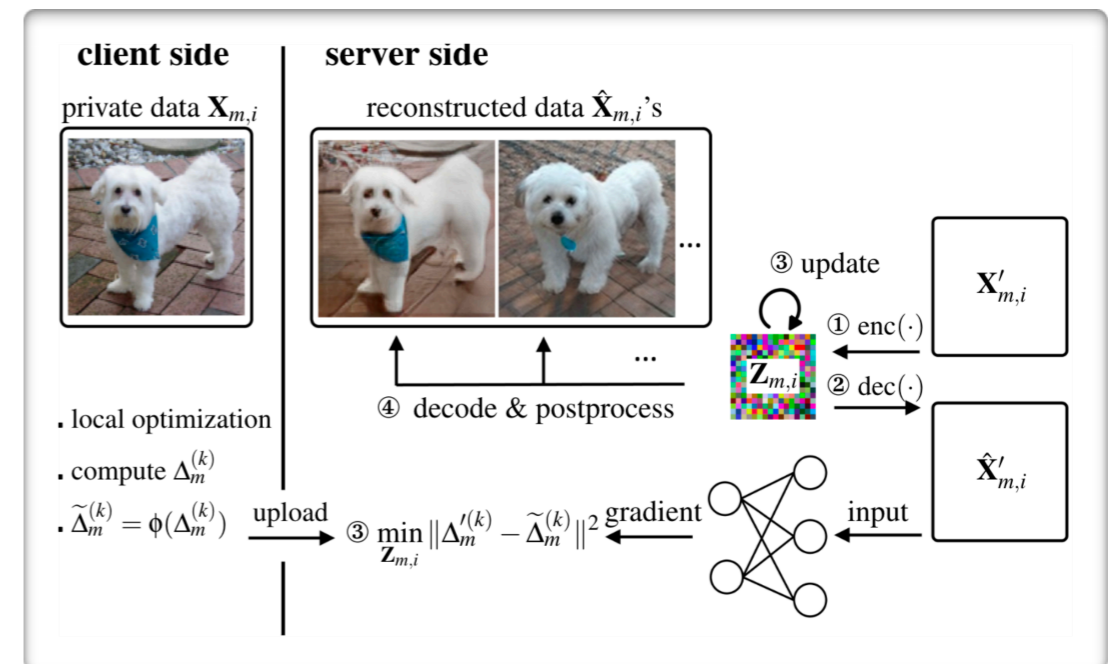 client side
server side
private data X_{m,i}
reconstructed data X̂_{m,i}'s
...
③ update
X′_{m,i}
① enc(·)
Z_{m,i}
② dec(·)
...
④ decode & postprocess
X̂′_{m,i}
. local optimization
. compute Δ_m^{(k)}
. Δ̃_m^{(k)} = ϕ(Δ_m^{(k)})
upload
③ min_{Z_{m,i}} ‖Δ′_m^{(k)} − Δ̃_m^{(k)}‖²
gradient
input